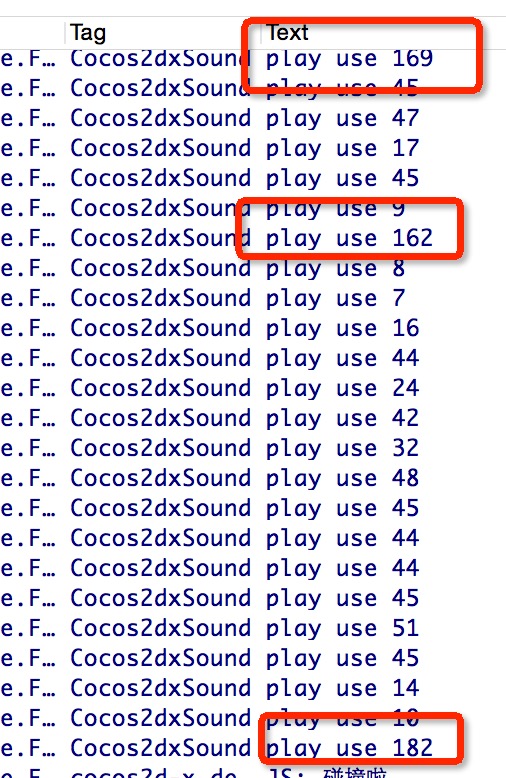 Tag Text
e.F… Cocos2dxSound play use 169
e.F… Cocos2dxSound play use 45
e.F… Cocos2dxSound play use 47
e.F… Cocos2dxSound play use 17
e.F… Cocos2dxSound play use 45
e.F… Cocos2dxSound play use 9
e.F… Cocos2dxSound play use 162
e.F… Cocos2dxSound play use 8
e.F… Cocos2dxSound play use 7
e.F… Cocos2dxSound play use 16
e.F… Cocos2dxSound play use 44
e.F… Cocos2dxSound play use 24
e.F… Cocos2dxSound play use 42
e.F… Cocos2dxSound play use 32
e.F… Cocos2dxSound play use 48
e.F… Cocos2dxSound play use 45
e.F… Cocos2dxSound play use 44
e.F… Cocos2dxSound play use 44
e.F… Cocos2dxSound play use 45
e.F… Cocos2dxSound play use 51
e.F… Cocos2dxSound play use 45
e.F… Cocos2dxSound play use 14
e.F… Cocos2dxSound play use 10
e.F… Cocos2dxSound play use 182
e.F… cocos2d-x de… JS: 碰撞啦